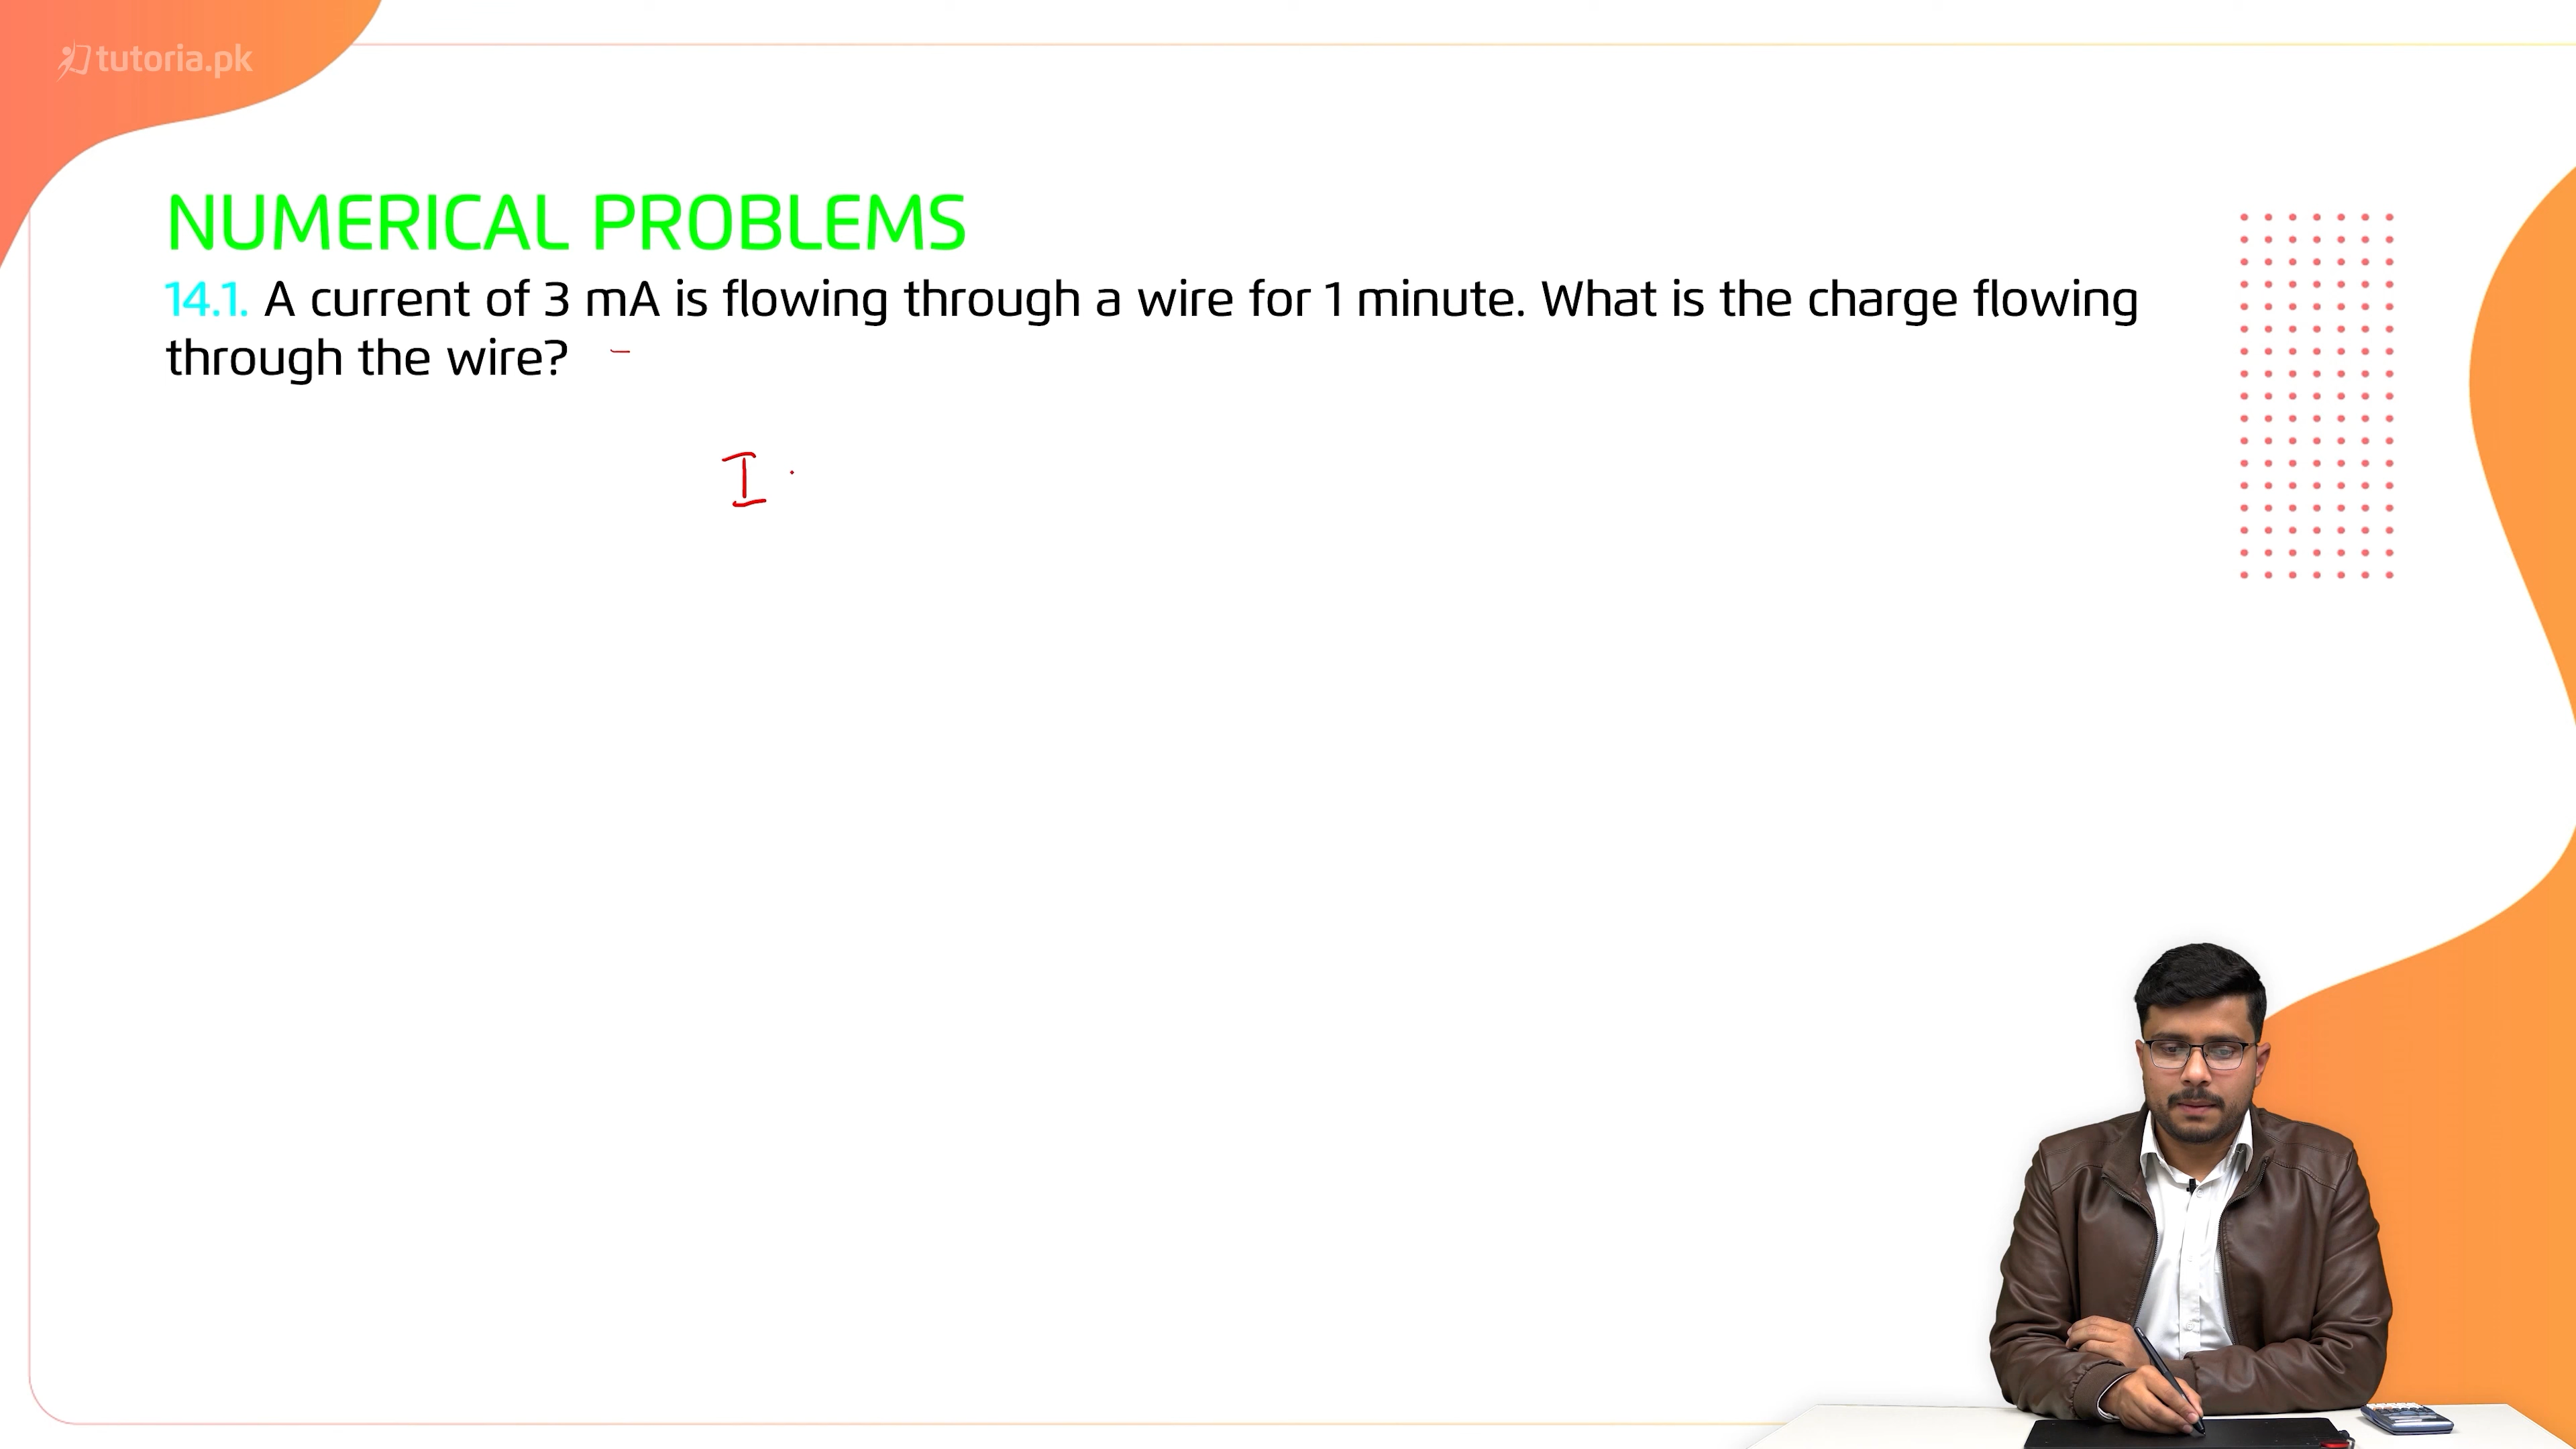 tutoria.pk
NUMERICAL PROBLEMS
14.1. A current of 3 mA is flowing through a wire for 1 minute. What is the charge flowing
through the wire?
I